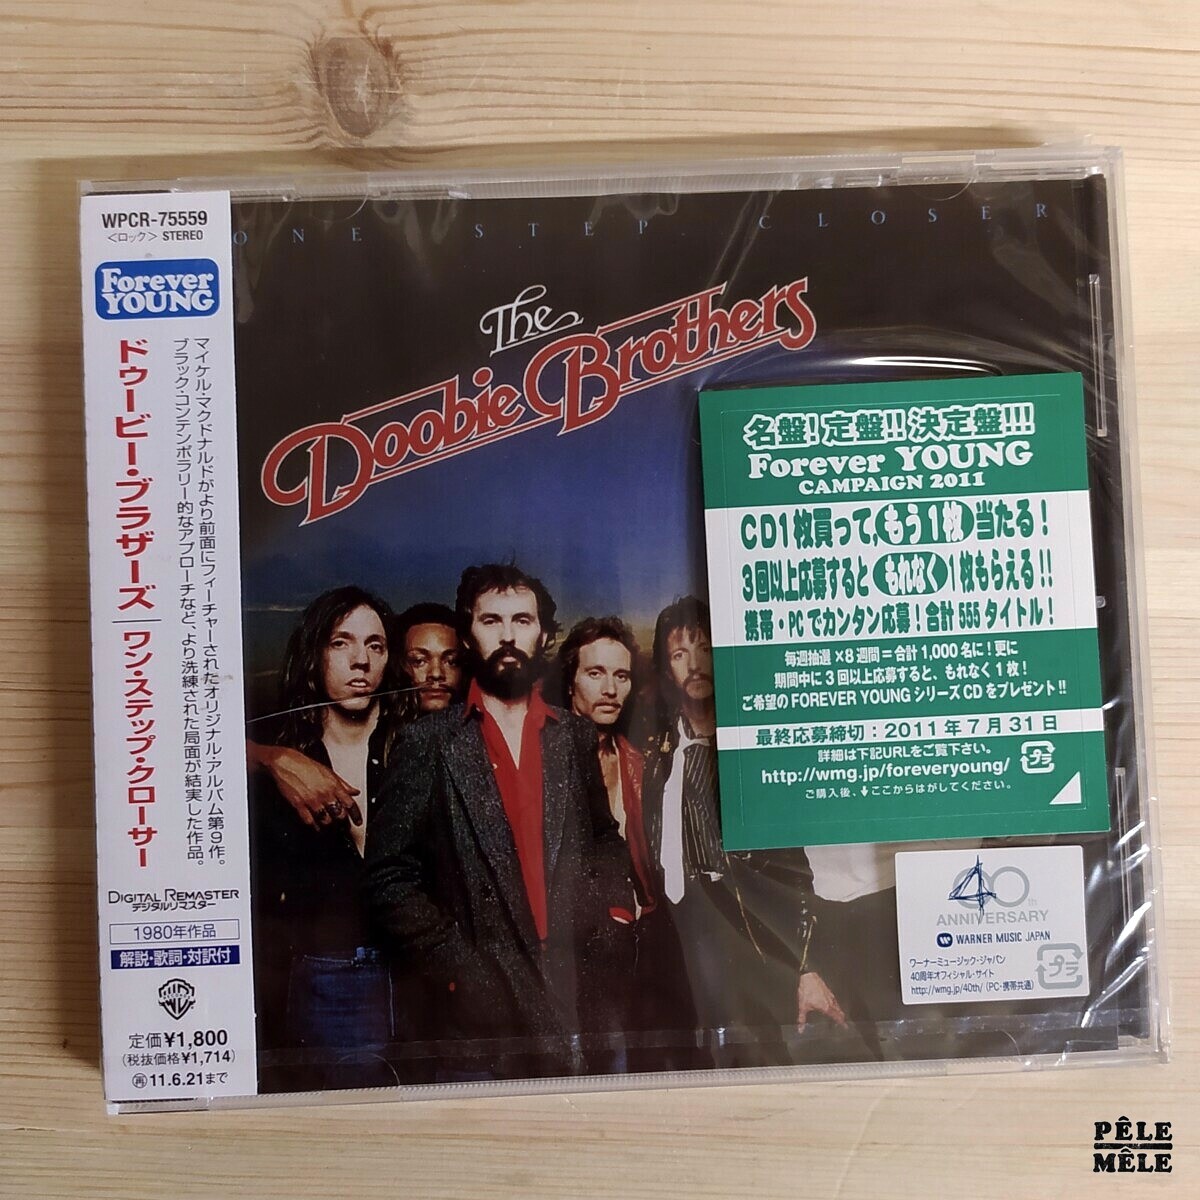 WPCR-75559
<ロック> STEREO
Forever
YOUNG
マイケル・マクドナルドがより前面にフィーチャーされたオリジナル・アルバム第9作。
ブラック・コンテンポラリー的なアプローチなど、より洗練された局面が結実した作品。
ドゥービー・ブラザーズ|ワン・ステップ・クローサー
DIGITAL REMASTER
デジタルリマスター
1980年作品
解説・歌詞・対訳付
定価¥1,800
(税抜価格¥1,714)
再11.6.21まで
ONE STEP CLOSER
The
Doobie Brothers
名盤!定盤!!決定盤!!!
Forever YOUNG
CAMPAIGN 2011
CD1枚買って、もう1枚当たる!
3回以上応募するともれなく1枚もらえる!!
携帯・PCでカンタン応募!合計555タイトル!
毎週抽選×8週間=合計1,000名に!更に
期間中に3回以上応募すると、もれなく1枚!
ご希望のFOREVER YOUNGシリーズCDをプレゼント!!
最終応募締切:2011年7月31日
詳細は下記URLをご覧下さい。
http://wmg.jp/foreveryoung/
プラ
ご購入後、↓ここからはがしてください。
40th
ANNIVERSARY
WARNER MUSIC JAPAN
ワーナーミュージック・ジャパン
40周年オフィシャル・サイト
http://wmg.jp/40th/ (PC・携帯共通)
プラ
PÊLE
MÊLE